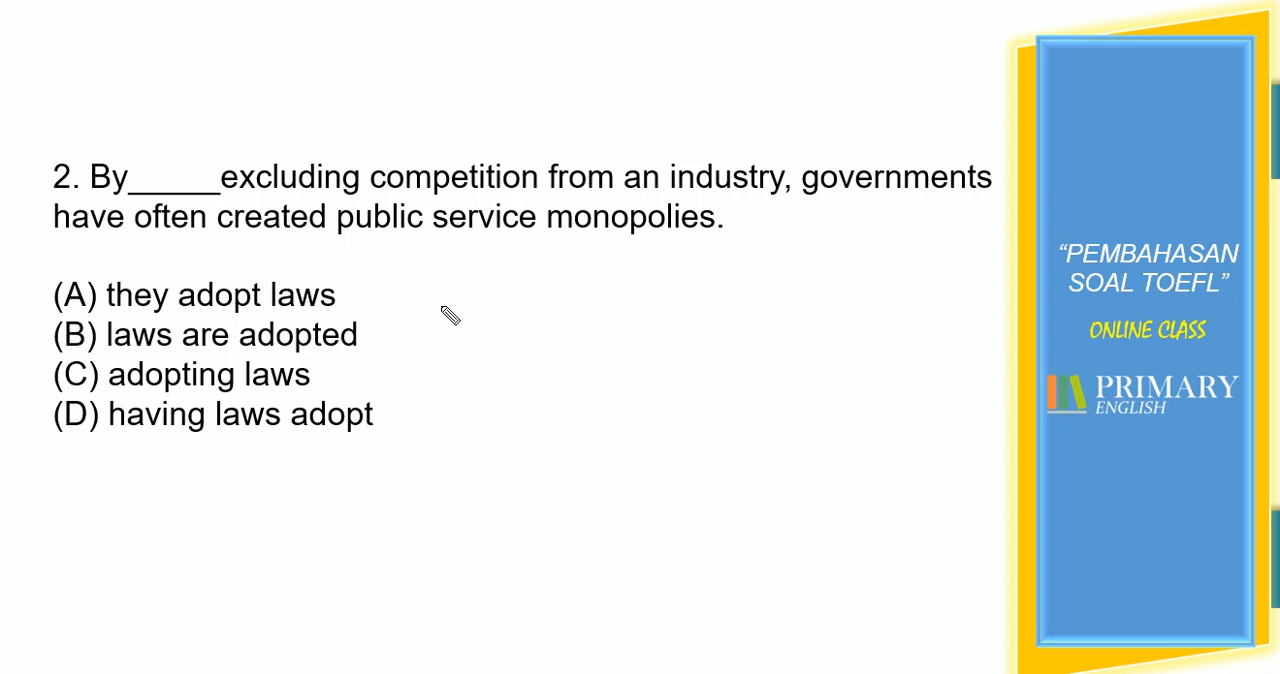 2. By_____excluding competition from an industry, governments
have often created public service monopolies.
(A) they adopt laws
(B) laws are adopted
(C) adopting laws
(D) having laws adopt
“PEMBAHASAN
SOAL TOEFL”
ONLINE CLASS
PRIMARY
ENGLISH